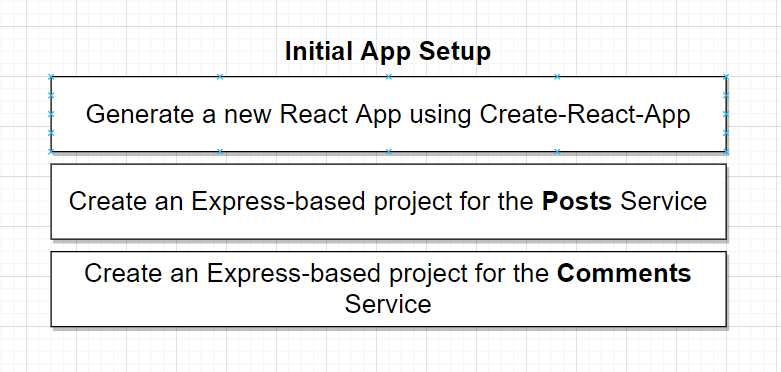 Initial App Setup
Generate a new React App using Create-React-App
Create an Express-based project for the Posts Service
Create an Express-based project for the Comments
Service